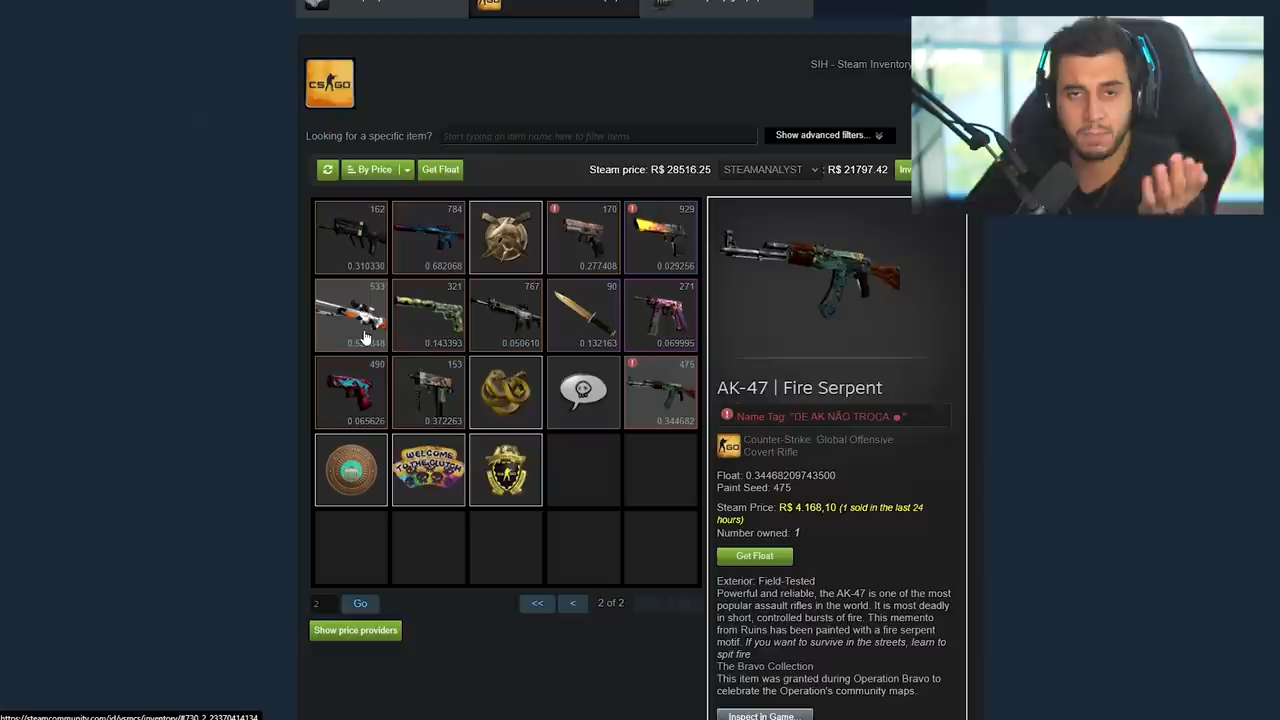 SIH - Steam Inventory
CS GO
Looking for a specific item?
Start typing an item name here to filter items
Show advanced filters...
By Price
Get Float
Steam price: R$ 28516.25
STEAMANALYST
: R$ 21797.42
162
0.310330
784
0.682068
170
0.277408
929
0.029256
533
321
0.143393
767
0.050610
90
0.132163
271
0.069995
490
0.065626
153
0.372263
475
0.344682
WELCOME
TO THE CLUTCH
CS GO
2
Go
<<
<
2 of 2
Show price providers
AK-47 | Fire Serpent
Name Tag: "DE AK NÃO TROCA
"
GO
Counter-Strike: Global Offensive
Covert Rifle
Float: 0.34468209743500
Paint Seed: 475
Steam Price: R$ 4.168,10 (1 sold in the last 24
hours)
Number owned: 1
Get Float
Exterior: Field-Tested
Powerful and reliable, the AK-47 is one of the most
popular assault rifles in the world. It is most deadly
in short, controlled bursts of fire. This memento
from Ruins has been painted with a fire serpent
motif. If you want to survive in the streets, learn to
spit fire
The Bravo Collection
This item was granted during Operation Bravo to
celebrate the Operation's community maps.
Inspect in Game...